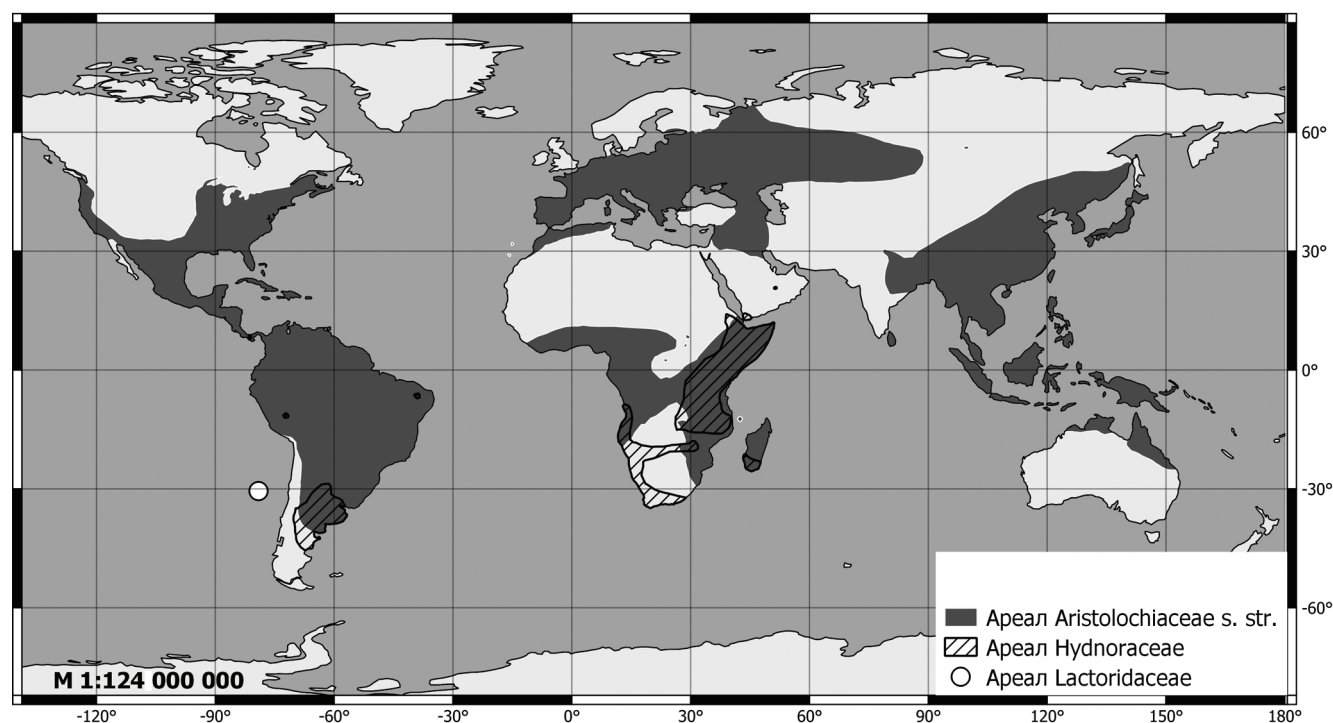 60°
30°
0°
-30°
-60°
Ареал Aristolochiaceae s. str.
Ареал Hydnoraceae
Ареал Lactoridaceae
М 1:124 000 000
-120° -90° -60° -30° 0° 30° 60° 90° 120° 150° 180°